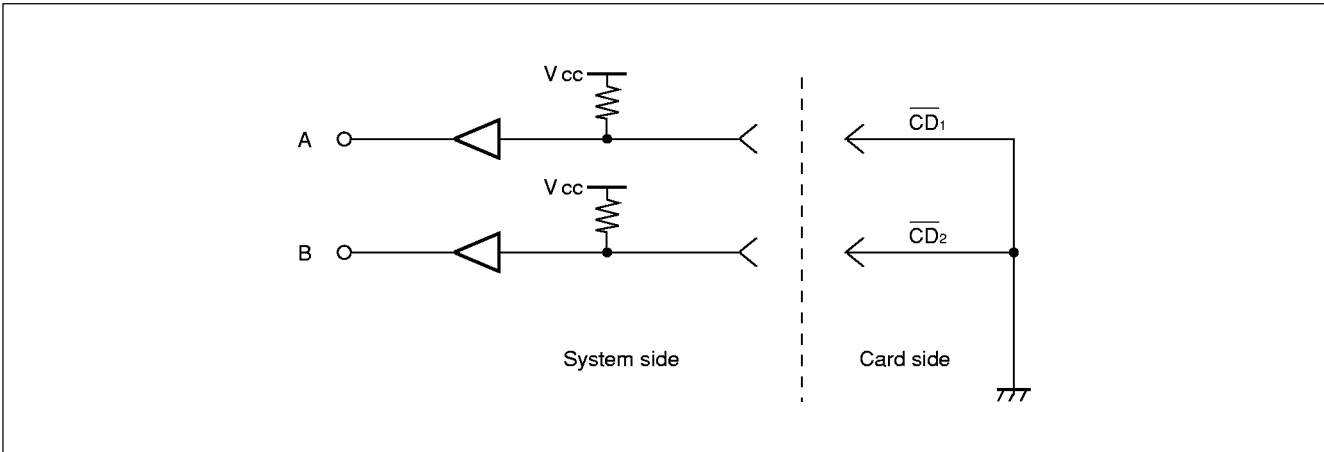 Vcc
A
CD1
Vcc
B
CD2
System side
Card side